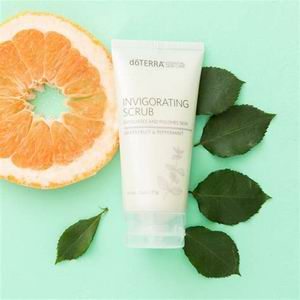 dōTERRA
INVIGORATING
SCRUB
EXFOLIATES AND POLISHES SKIN
GRAPEFRUIT & PEPPERMINT